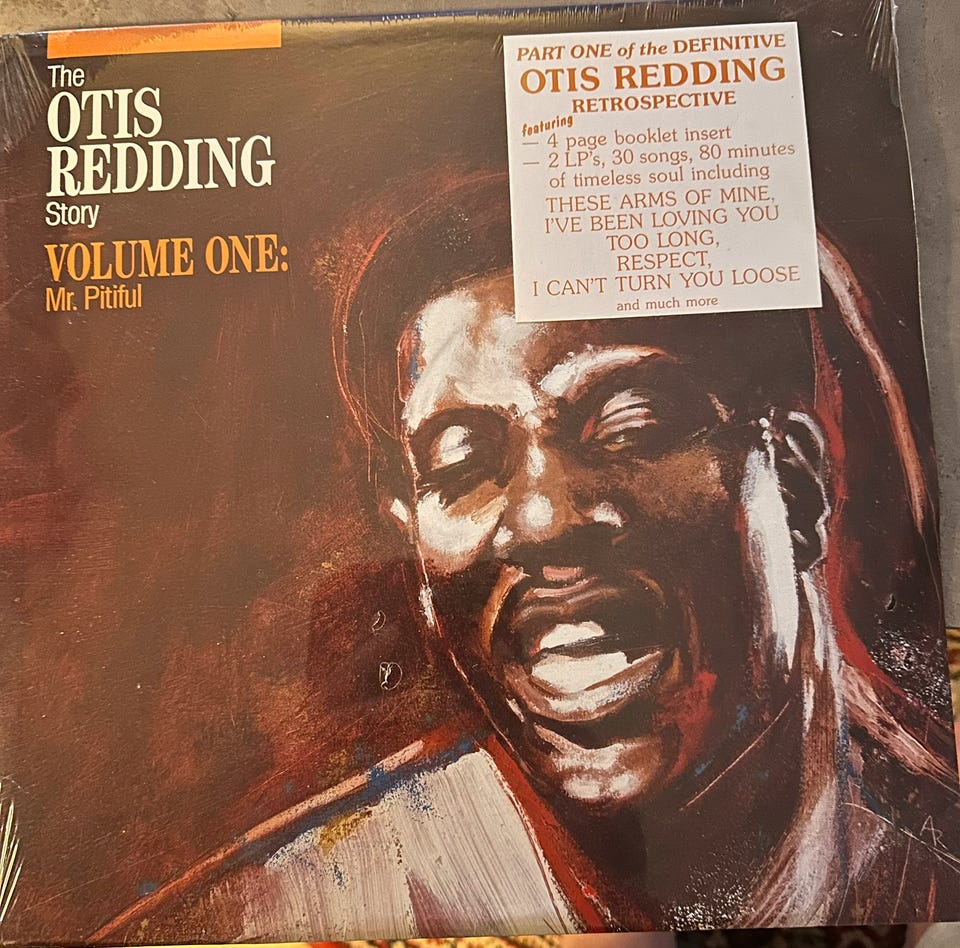 The
OTIS
REDDING
Story
VOLUME ONE:
Mr. Pitiful
PART ONE of the DEFINITIVE
OTIS REDDING
RETROSPECTIVE
featuring
— 4 page booklet insert
— 2 LP's, 30 songs, 80 minutes
of timeless soul including
THESE ARMS OF MINE,
I'VE BEEN LOVING YOU
TOO LONG,
RESPECT,
I CAN'T TURN YOU LOOSE
and much more